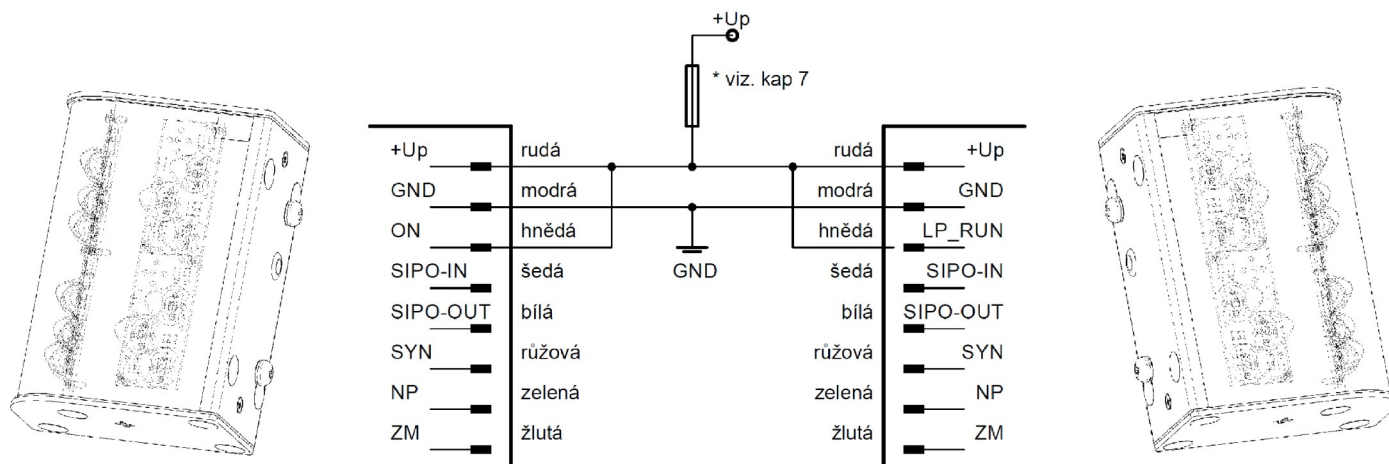 +Up
* viz. kap 7
+Up rudá rudá +Up
GND modrá modrá GND
ON hnědá hnědá LP_RUN
GND
SIPO-IN šedá šedá SIPO-IN
SIPO-OUT bílá bílá SIPO-OUT
SYN růžová růžová SYN
NP zelená zelená NP
ZM žlutá žlutá ZM